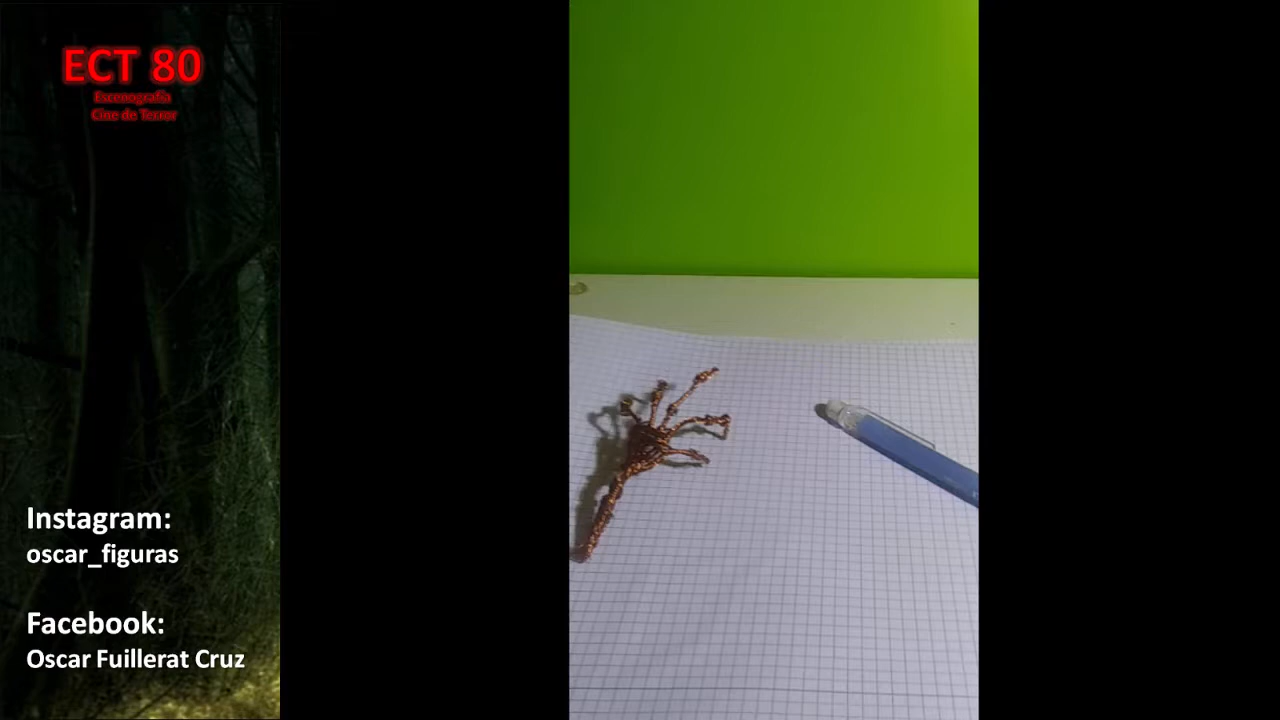 ECT 80
Escenografía
Cine de Terror
Instagram:
oscar_figuras
Facebook:
Oscar Fuillerat Cruz